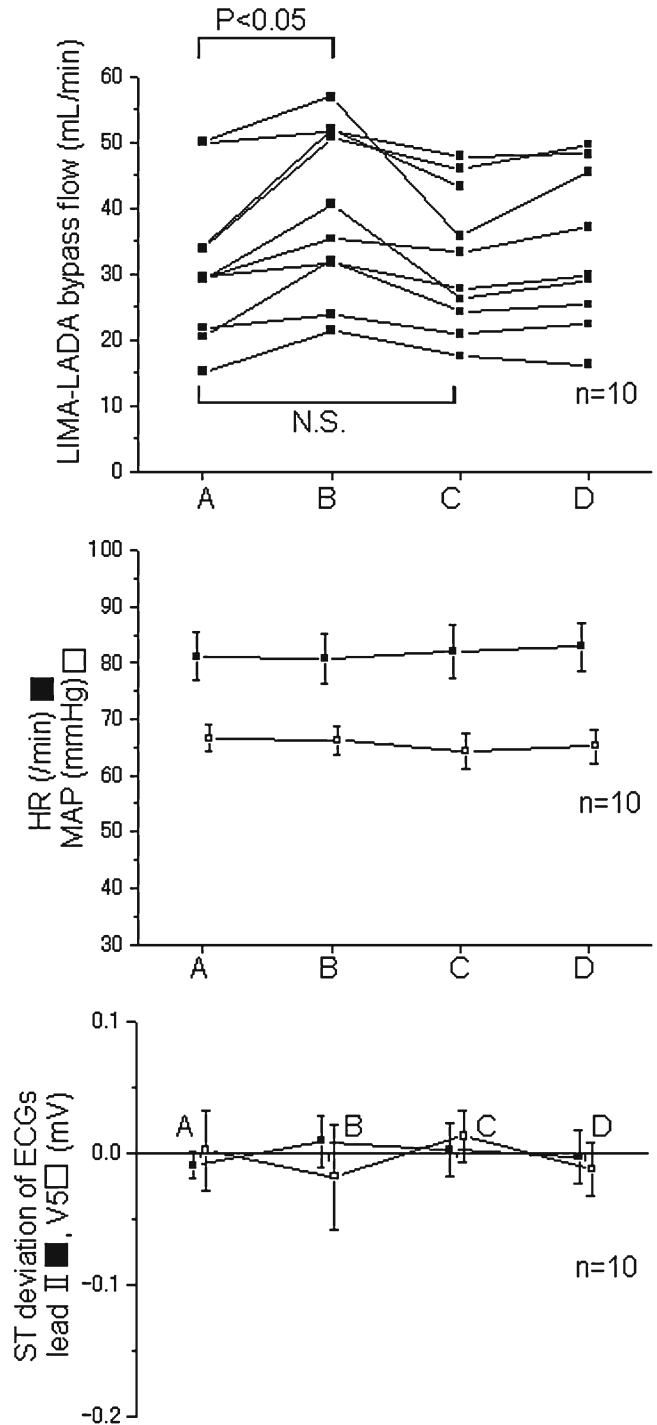 P<0.05
LIMA-LADA bypass flow (mL/min)
60
50
40
30
20
10
0
n=10
N.S.
A B C D
HR (/min) ■
MAP (mmHg) □
100
90
80
70
60
50
40
30
n=10
A B C D
ST deviation of ECGs
lead II ■, V5□ (mV)
0.1
0.0
-0.1
-0.2
A B C D
n=10